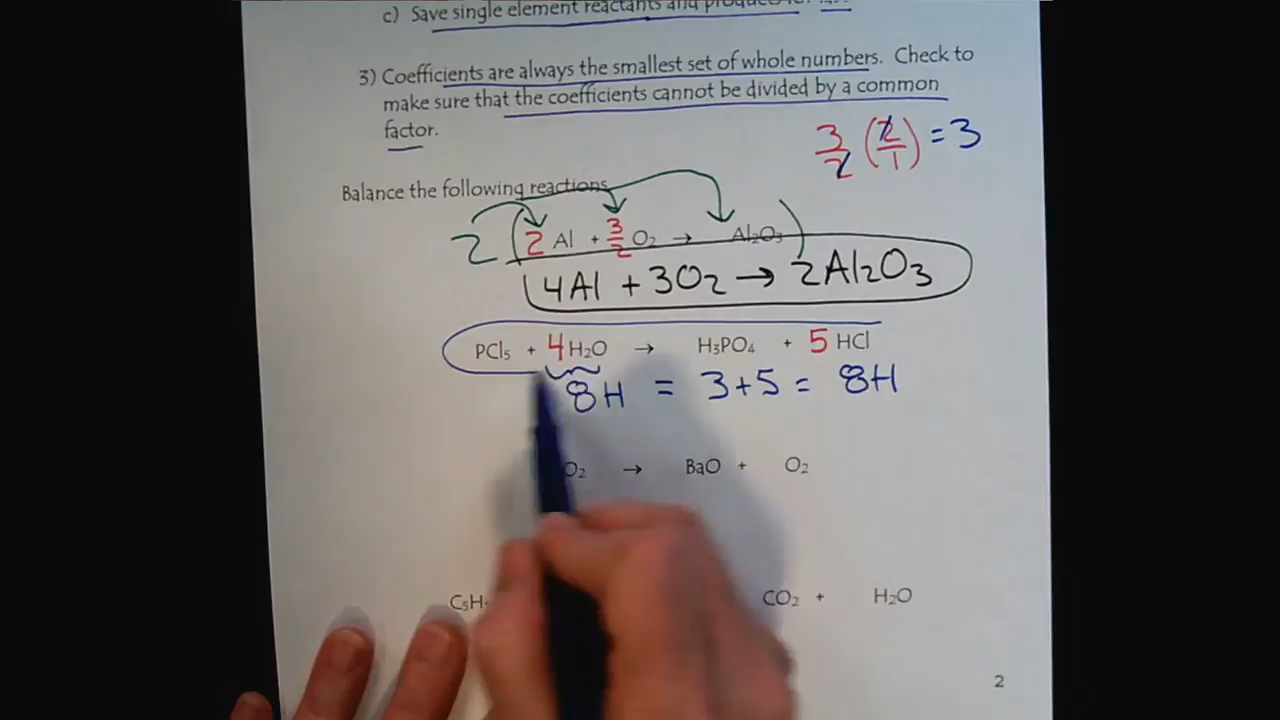 c) Save single element reactants and
3) Coefficients are always the smallest set of whole numbers. Check to
make sure that the coefficients cannot be divided by a common
factor.
3/2 (2/1) = 3
Balance the following reactions
2 ( 2 Al + 3/2 O₂ → Al₂O₃ )
4Al + 3O₂ → 2Al₂O₃
PCl₅ + 4 H₂O → H₃PO₄ + 5 HCl
8H = 3+5 = 8H
O₂ → BaO + O₂
C₅H CO₂ + H₂O
2